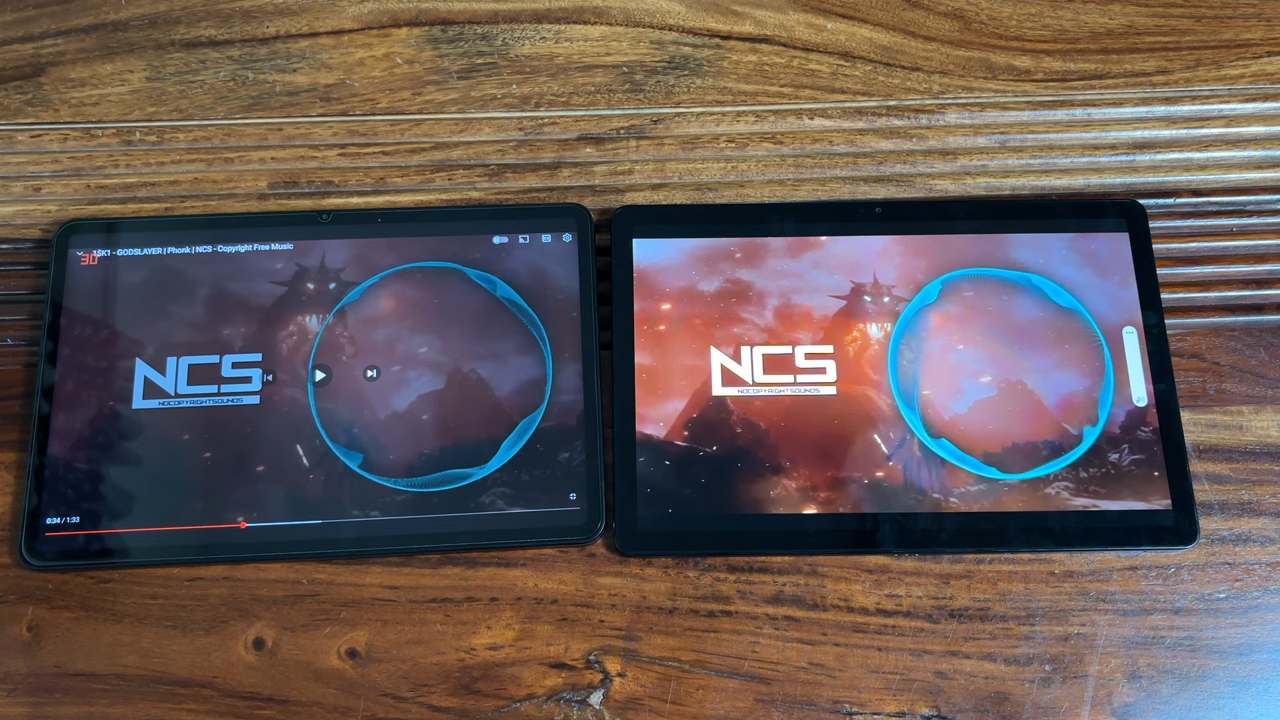 1$K1 - GODSLAYER | Phonk | NCS - Copyright Free Music
30
NCS
NOCOPYRIGHTSOUNDS
0:34 / 1:33
NCS
NOCOPYRIGHTSOUNDS